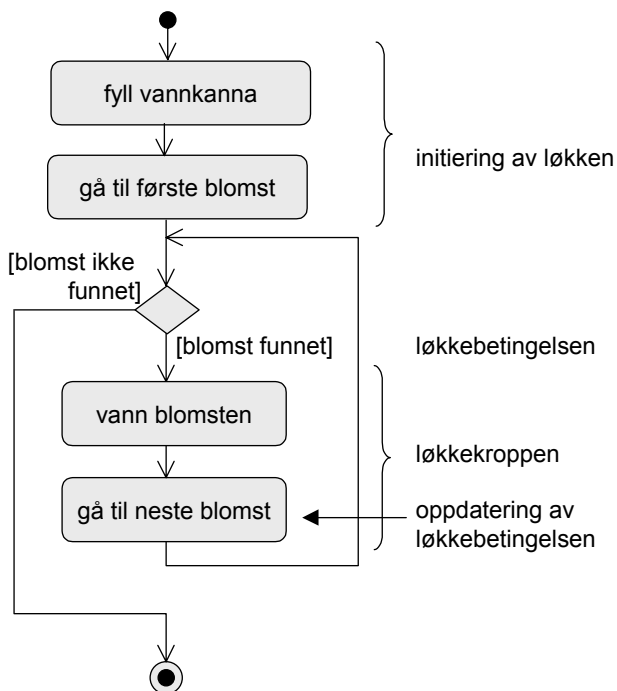 fyll vannkanna
gå til første blomst
initiering av løkken
[blomst ikke
funnet]
[blomst funnet]
løkkebetingelsen
vann blomsten
løkkekroppen
gå til neste blomst
oppdatering av
løkkebetingelsen